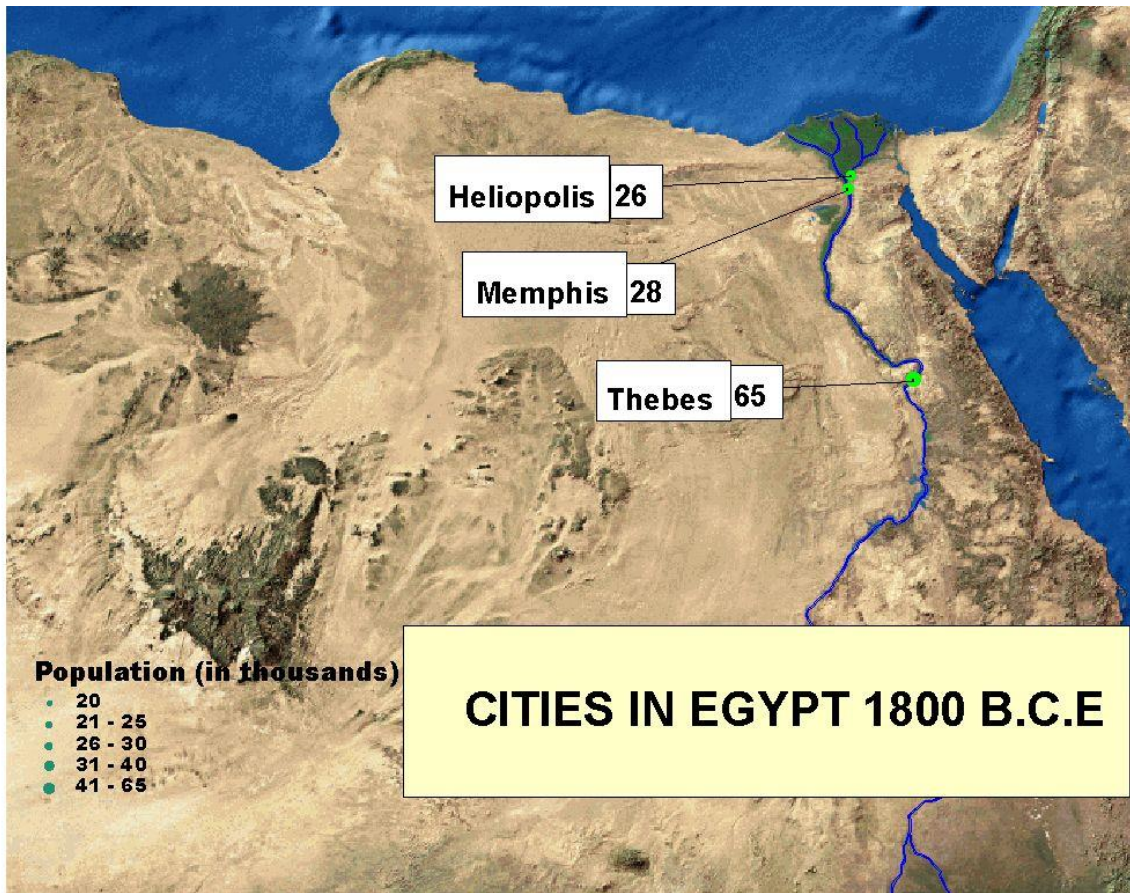 Heliopolis 26
Memphis 28
Thebes 65
Population (in thousands)
20
21 - 25
26 - 30
31 - 40
41 - 65
CITIES IN EGYPT 1800 B.C.E